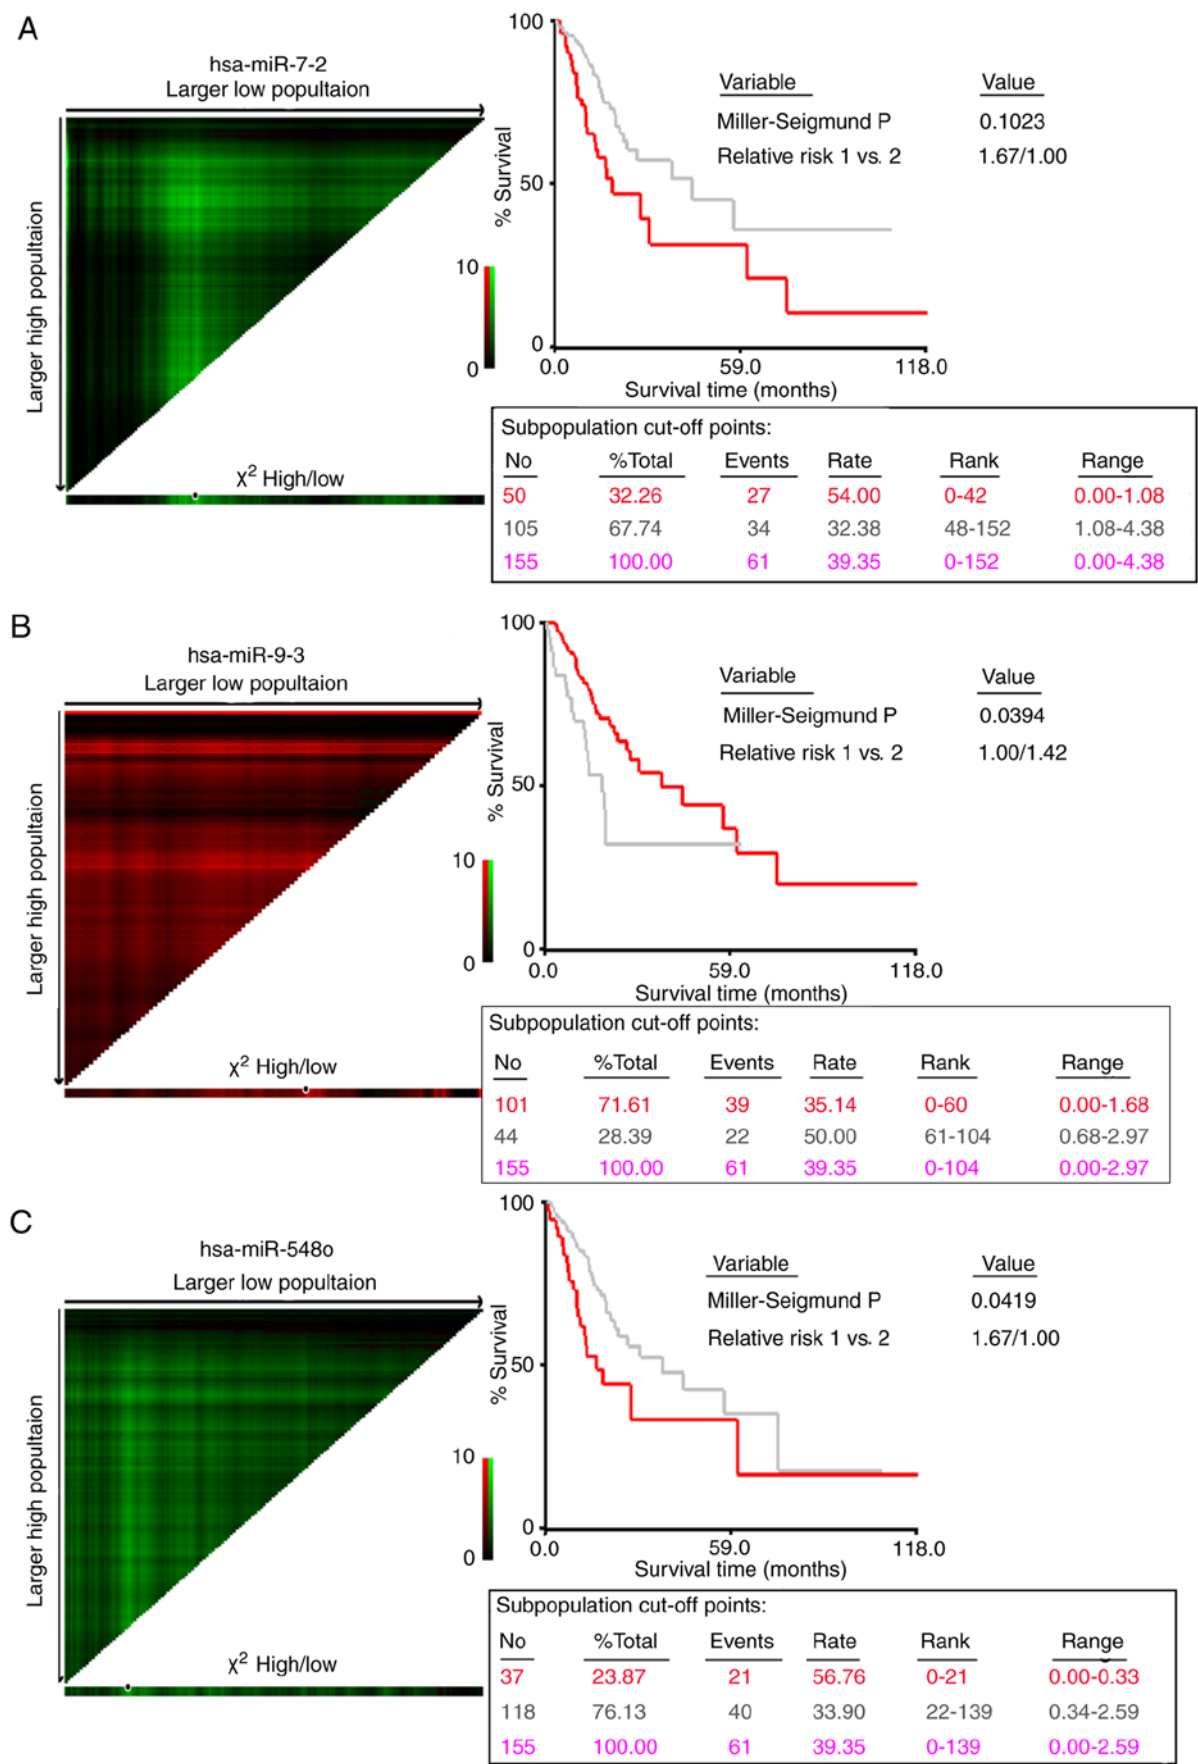 A
hsa-miR-7-2
Larger low popultaion
Larger high popultaion
χ2 High/low
10
0
100
50
0
% Survival
0.0 59.0 118.0
Survival time (months)
Variable Value
Miller-Seigmund P 0.1023
Relative risk 1 vs. 2 1.67/1.00
Subpopulation cut-off points:
No %Total Events Rate Rank Range
50 32.26 27 54.00 0-42 0.00-1.08
105 67.74 34 32.38 48-152 1.08-4.38
155 100.00 61 39.35 0-152 0.00-4.38
B
hsa-miR-9-3
Larger low popultaion
Larger high popultaion
χ2 High/low
10
0
100
50
0
% Survival
0.0 59.0 118.0
Survival time (months)
Variable Value
Miller-Seigmund P 0.0394
Relative risk 1 vs. 2 1.00/1.42
Subpopulation cut-off points:
No %Total Events Rate Rank Range
101 71.61 39 35.14 0-60 0.00-1.68
44 28.39 22 50.00 61-104 0.68-2.97
155 100.00 61 39.35 0-104 0.00-2.97
C
hsa-miR-548o
Larger low popultaion
Larger high popultaion
χ2 High/low
10
0
100
50
0
% Survival
0.0 59.0 118.0
Survival time (months)
Variable Value
Miller-Seigmund P 0.0419
Relative risk 1 vs. 2 1.67/1.00
Subpopulation cut-off points:
No %Total Events Rate Rank Range
37 23.87 21 56.76 0-21 0.00-0.33
118 76.13 40 33.90 22-139 0.34-2.59
155 100.00 61 39.35 0-139 0.00-2.59